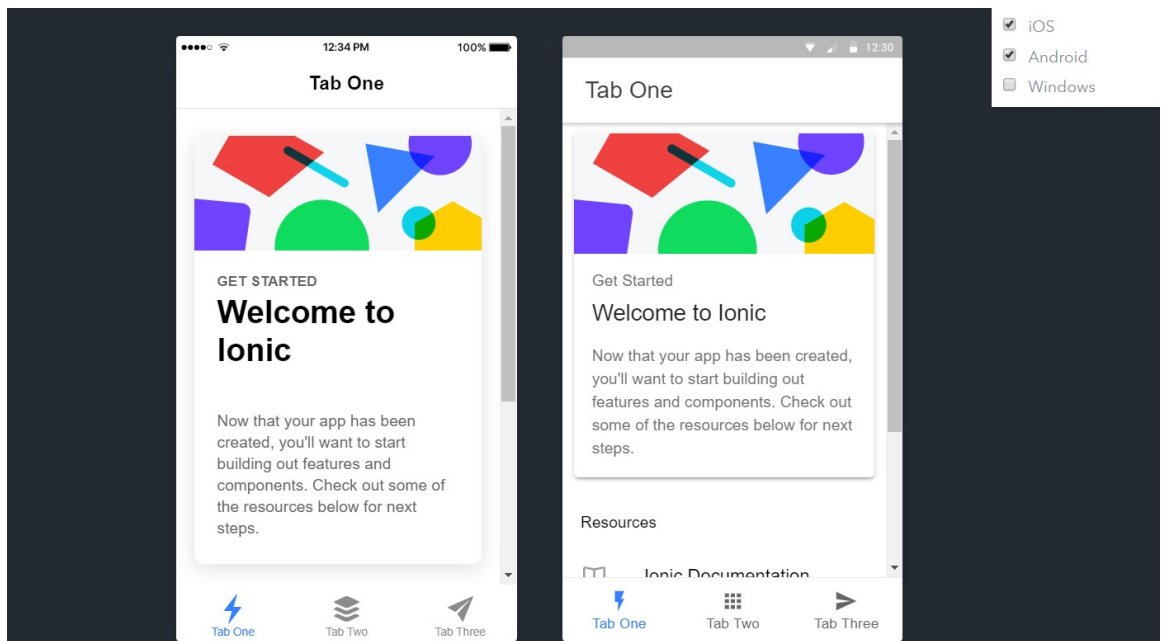 12:34 PM
100%
Tab One
GET STARTED
Welcome to
Ionic
Now that your app has been
created, you'll want to start
building out features and
components. Check out some of
the resources below for next
steps.
Tab One
Tab Two
Tab Three
12:30
Tab One
Get Started
Welcome to Ionic
Now that your app has been created,
you'll want to start building out
features and components. Check out
some of the resources below for next
steps.
Resources
Ionic Documentation
Tab One
Tab Two
Tab Three
iOS
Android
Windows